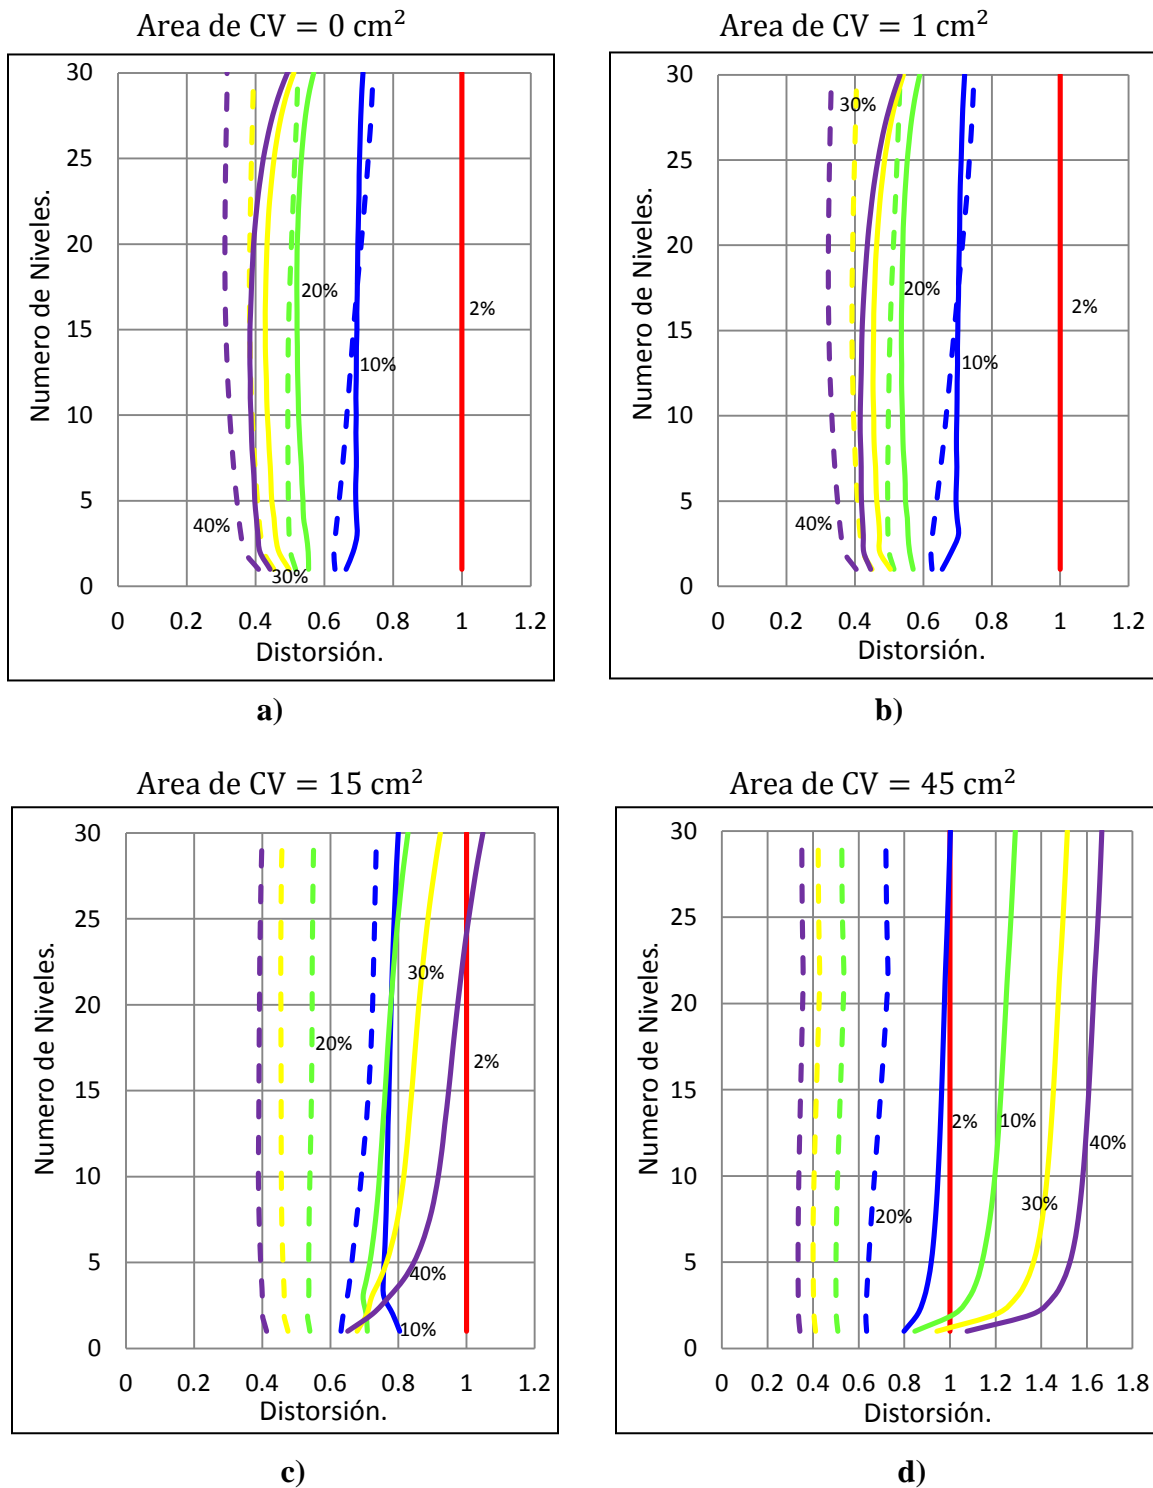 Area de CV = 0 cm²
30
25
20
15
10
5
0
Numero de Niveles.
20%
2%
10%
40%
30%
0 0.2 0.4 0.6 0.8 1 1.2
Distorsión.
a)
Area de CV = 1 cm²
30
25
20
15
10
5
0
Numero de Niveles.
30%
20%
2%
10%
40%
0 0.2 0.4 0.6 0.8 1 1.2
Distorsión.
b)
Area de CV = 15 cm²
30
25
20
15
10
5
0
Numero de Niveles.
30%
20%
2%
40%
10%
0 0.2 0.4 0.6 0.8 1 1.2
Distorsión.
c)
Area de CV = 45 cm²
30
25
20
15
10
5
0
Numero de Niveles.
2%
10%
40%
30%
20%
0 0.2 0.4 0.6 0.8 1 1.2 1.4 1.6 1.8
Distorsión.
d)